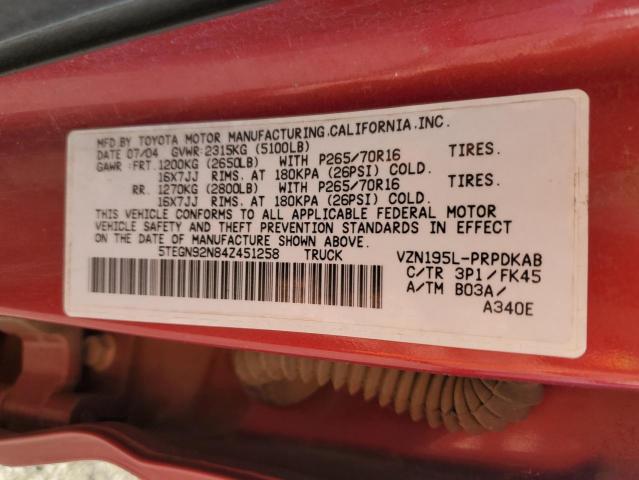 MFD BY TOYOTA MOTOR MANUFACTURING.CALIFORNIA.INC.
DATE 07/04 GVWR:2315KG (5100LB)
GAWR : FRT.1200KG (2650LB) WITH P265/70R16 TIRES.
16X7JJ RIMS. AT 180KPA (26PSI) COLD.
RR. 1270KG (2800LB) WITH P265/70R16 TIRES.
16X7JJ RIMS. AT 180KPA (26PSI) COLD.
THIS VEHICLE CONFORMS TO ALL APPLICABLE FEDERAL MOTOR
VEHICLE SAFETY AND THEFT PREVENTION STANDARDS IN EFFECT
ON THE DATE OF MANUFACTURE SHOWN ABOVE.
5TEGN92N84Z451258 TRUCK VZN195L-PRPDKAB
C/TR 3P1/FK45
A/TM B03A/
A340E